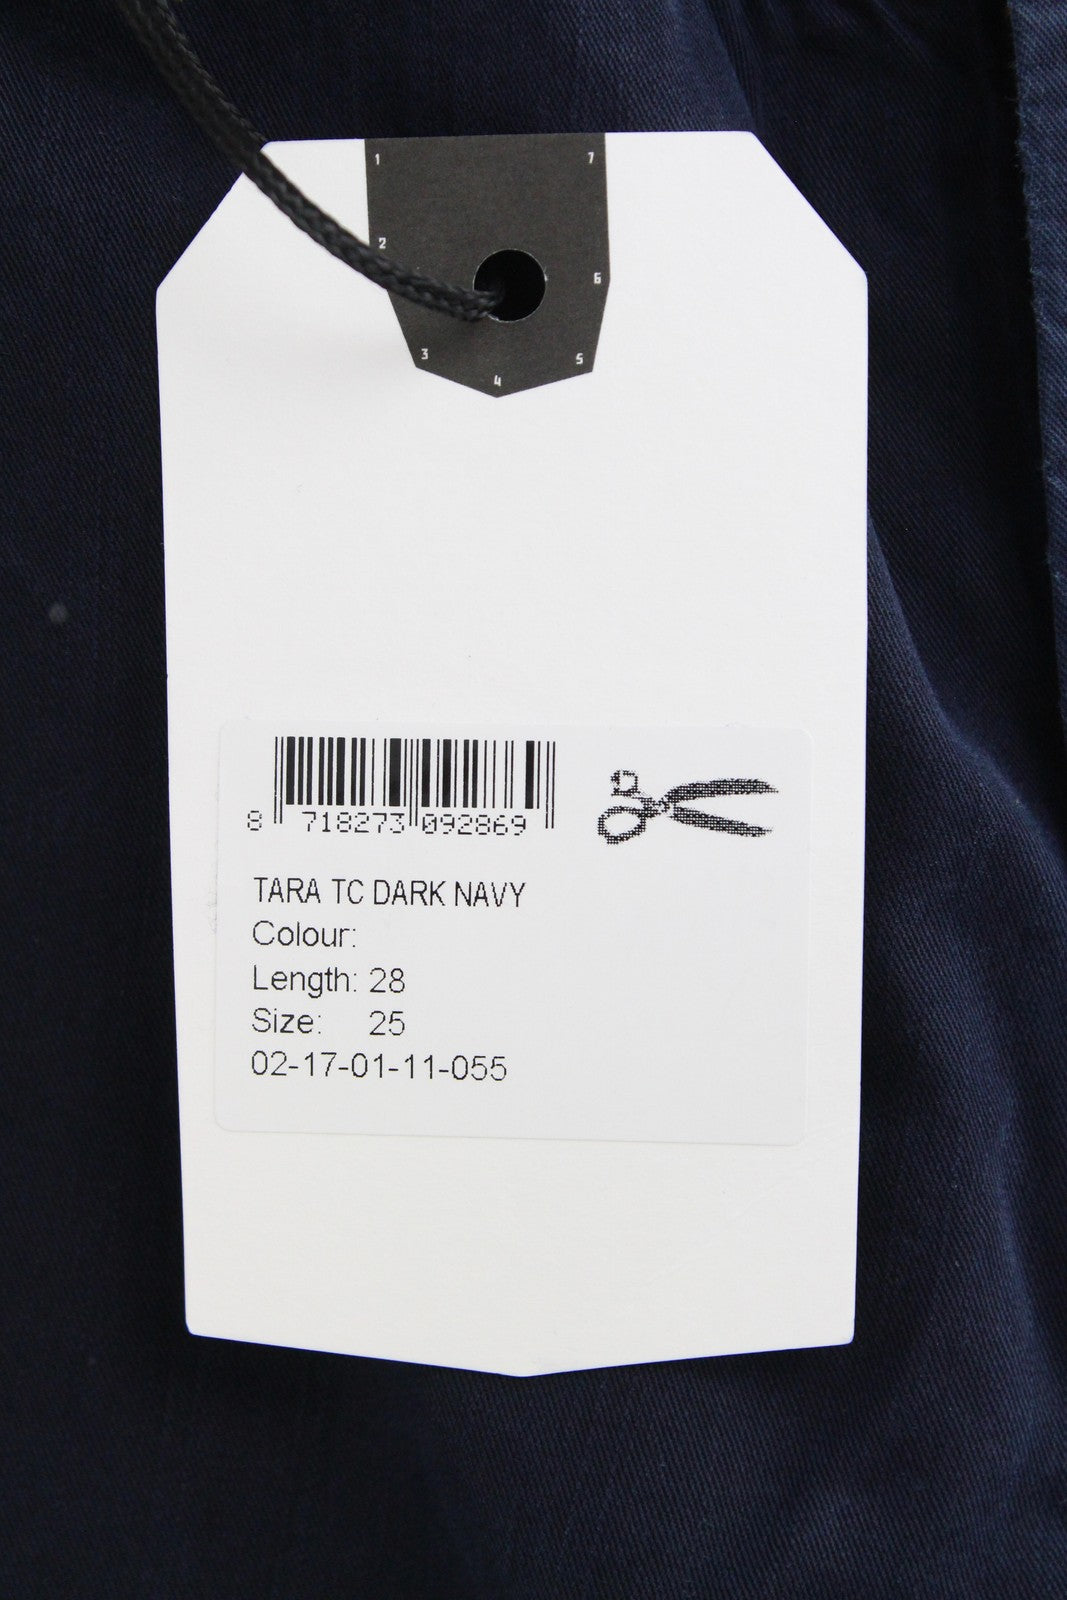 1 7
2
6
3 5
4
8 718273 092869
TARA TC DARK NAVY
Colour:
Length: 28
Size: 25
02-17-01-11-055